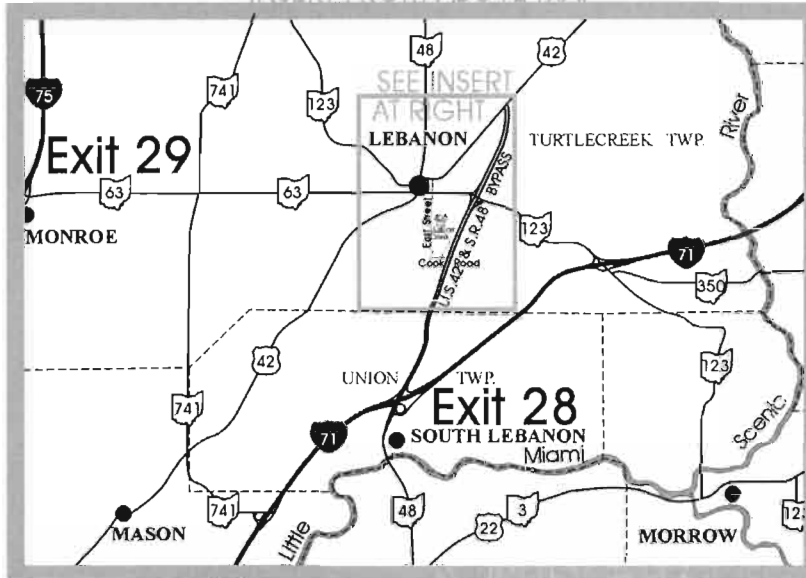 48
42
741
75
123
SEE INSERT
AT RIGHT
LEBANON
TURTLECREEK TWP.
River
Exit 29
63
63
U.S.42 & S.R.48 BYPASS
East Street
MONROE
123
71
350
42
UNION TWP.
123
741
Exit 28
71
SOUTH LEBANON
Scenic
Miami
741
MASON
Little
48
22
3
MORROW